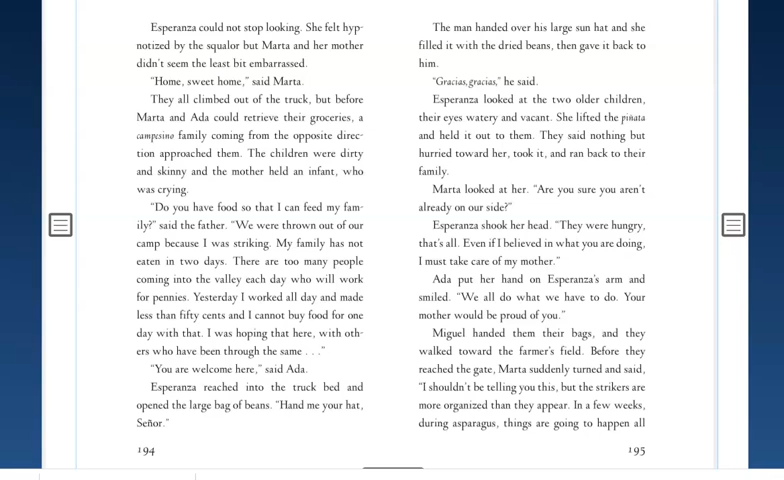 Esperanza could not stop looking. She felt hyp-
notized by the squalor but Marta and her mother
didn't seem the least bit embarrassed.
"Home, sweet home," said Marta.
They all climbed out of the truck, but before
Marta and Ada could retrieve their groceries, a
campesino family coming from the opposite direc-
tion approached them. The children were dirty
and skinny and the mother held an infant, who
was crying.
"Do you have food so that I can feed my fam-
ily?" said the father. "We were thrown out of our
camp because I was striking. My family has not
eaten in two days. There are too many people
coming into the valley each day who will work
for pennies. Yesterday I worked all day and made
less than fifty cents and I cannot buy food for one
day with that. I was hoping that here, with oth-
ers who have been through the same . . ."
"You are welcome here," said Ada.
Esperanza reached into the truck bed and
opened the large bag of beans. "Hand me your hat,
Señor."
194
The man handed over his large sun hat and she
filled it with the dried beans, then gave it back to
him.
"Gracias, gracias," he said.
Esperanza looked at the two older children,
their eyes watery and vacant. She lifted the piñata
and held it out to them. They said nothing but
hurried toward her, took it, and ran back to their
family.
Marta looked at her. "Are you sure you aren't
already on our side?"
Esperanza shook her head. "They were hungry,
that's all. Even if I believed in what you are doing,
I must take care of my mother."
Ada put her hand on Esperanza's arm and
smiled. "We all do what we have to do. Your
mother would be proud of you."
Miguel handed them their bags, and they
walked toward the farmer's field. Before they
reached the gate, Marta suddenly turned and said,
"I shouldn't be telling you this, but the strikers are
more organized than they appear. In a few weeks,
during asparagus, things are going to happen all
195